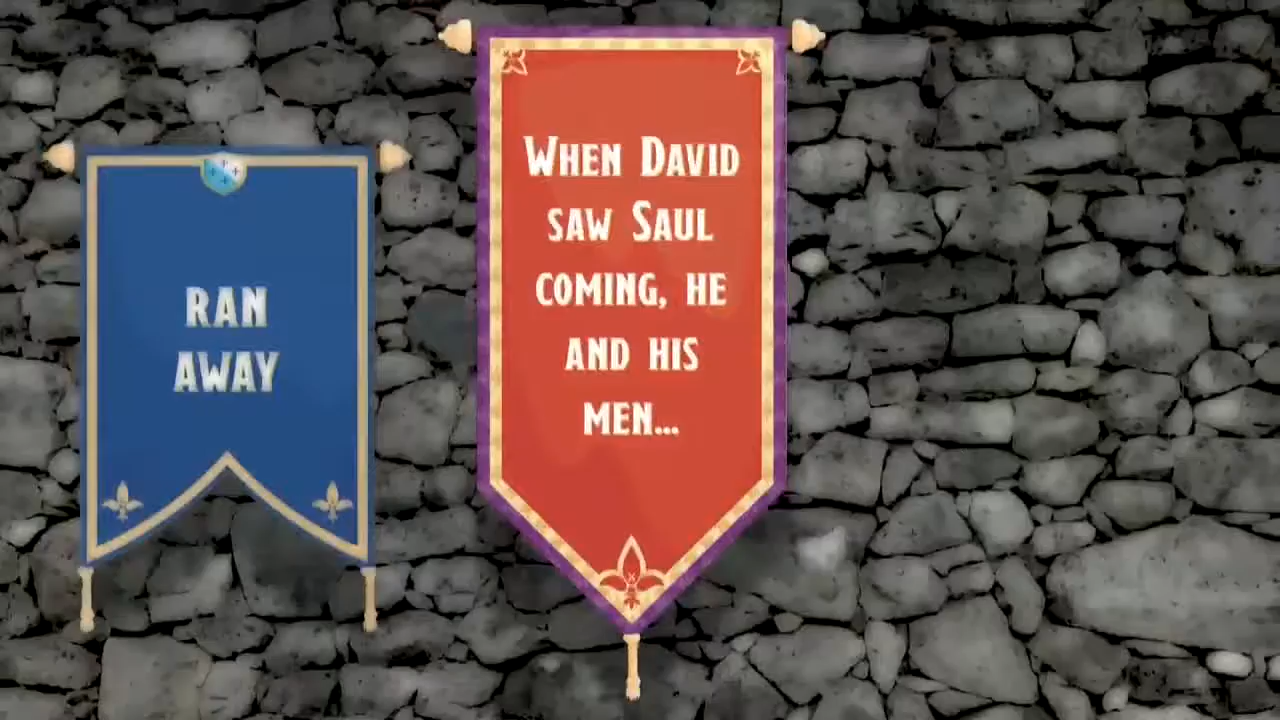 RAN
AWAY
WHEN DAVID
SAW SAUL
COMING, HE
AND HIS
MEN...